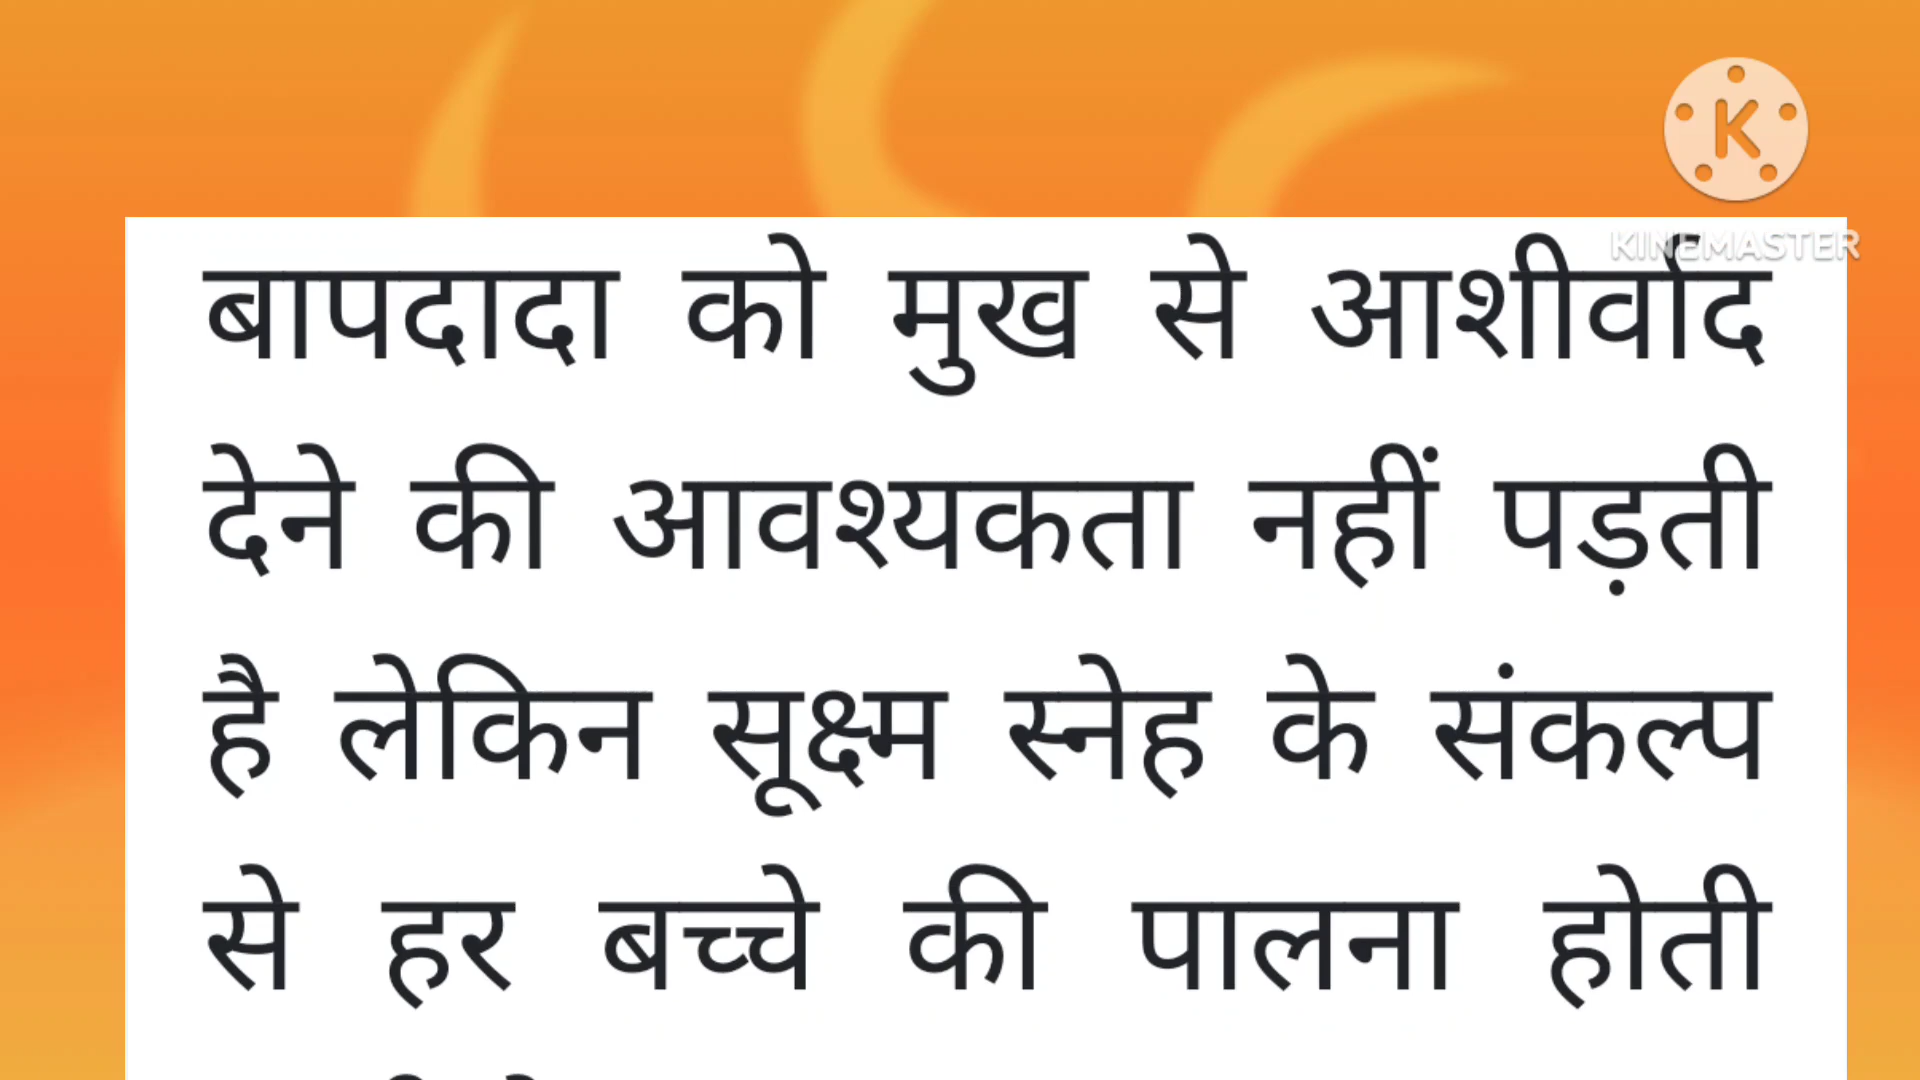 K
KINEMASTER
बापदादा को मुख से आशीर्वाद
देने की आवश्यकता नहीं पड़ती
है लेकिन सूक्ष्म स्नेह के संकल्प
से हर बच्चे की पालना होती